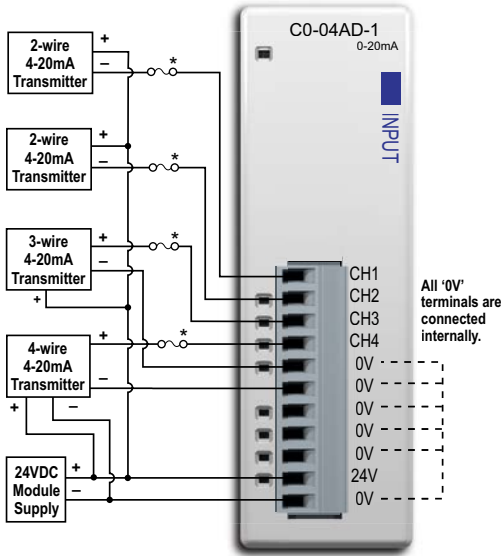 C0-04AD-1
0-20mA
INPUT
2-wire
4-20mA
Transmitter
+
–
*
2-wire
4-20mA
Transmitter
+
–
*
3-wire
4-20mA
Transmitter
+
–
+
*
4-wire
4-20mA
Transmitter
+
–
+
–
*
24VDC
Module
Supply
+
–
CH1
CH2
CH3
CH4
0V
0V
0V
0V
0V
24V
0V
All ‘0V’
terminals are
connected
internally.